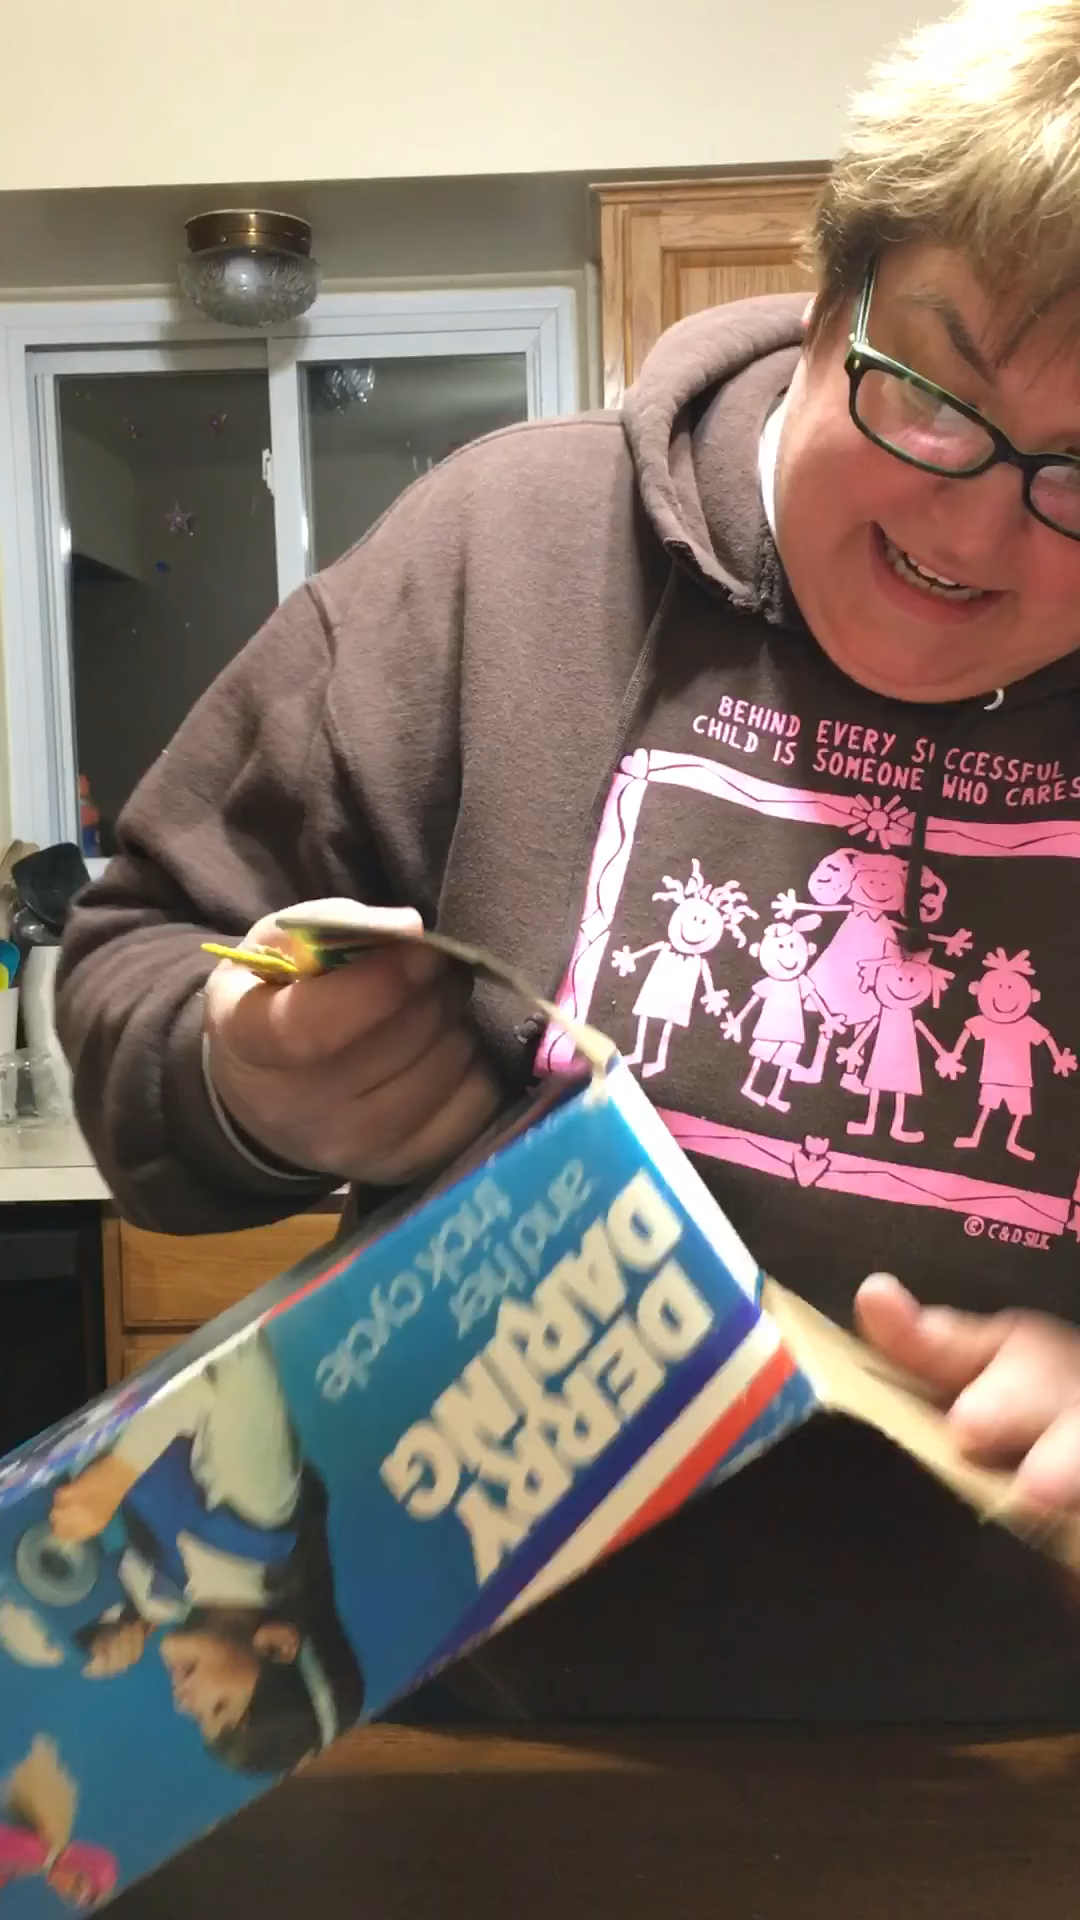 BEHIND EVERY SUCCESSFUL
CHILD IS SOMEONE WHO CARES
© C&D SILK
DERRY
DARING
and her
trick cycle